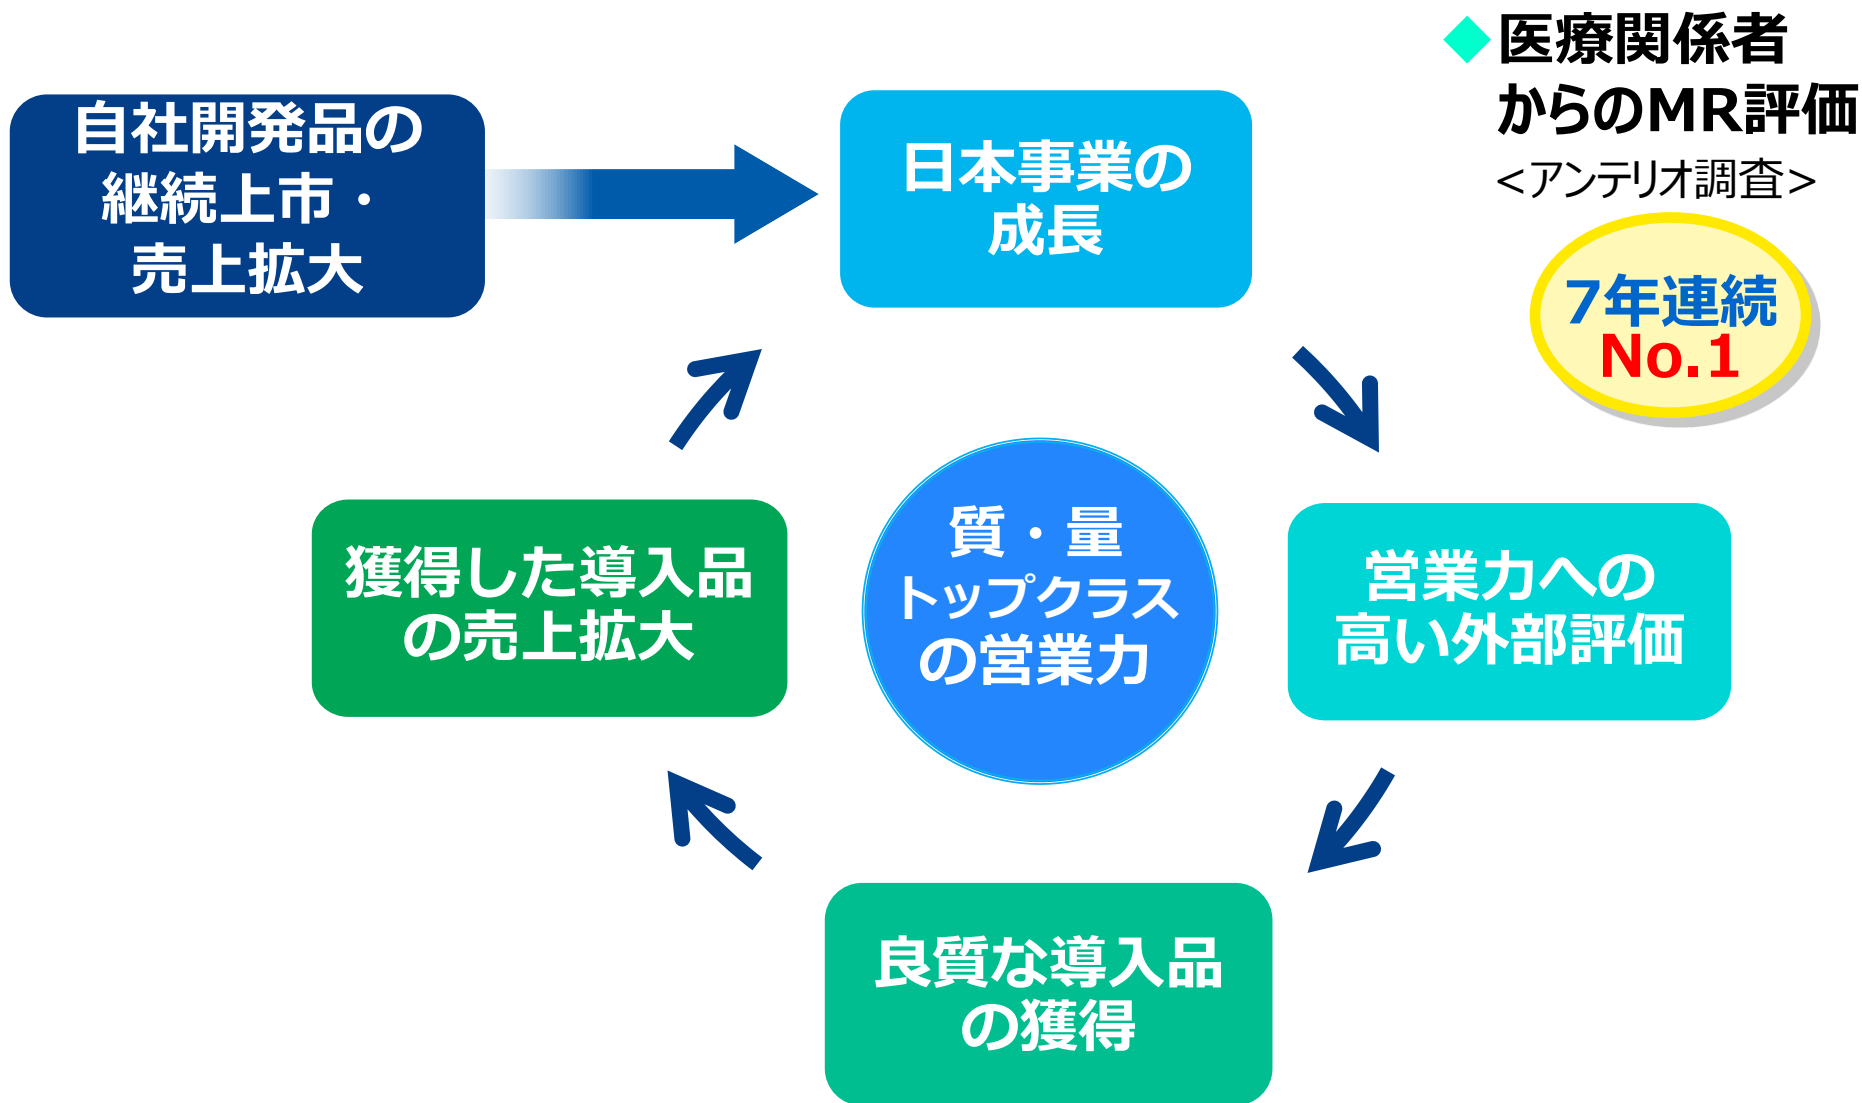 自社開発品の
継続上市・
売上拡大
日本事業の
成長
◆医療関係者
からのMR評価
<アンテリオ調査>
7年連続
No.1
獲得した導入品
の売上拡大
質・量
トップクラス
の営業力
営業力への
高い外部評価
良質な導入品
の獲得